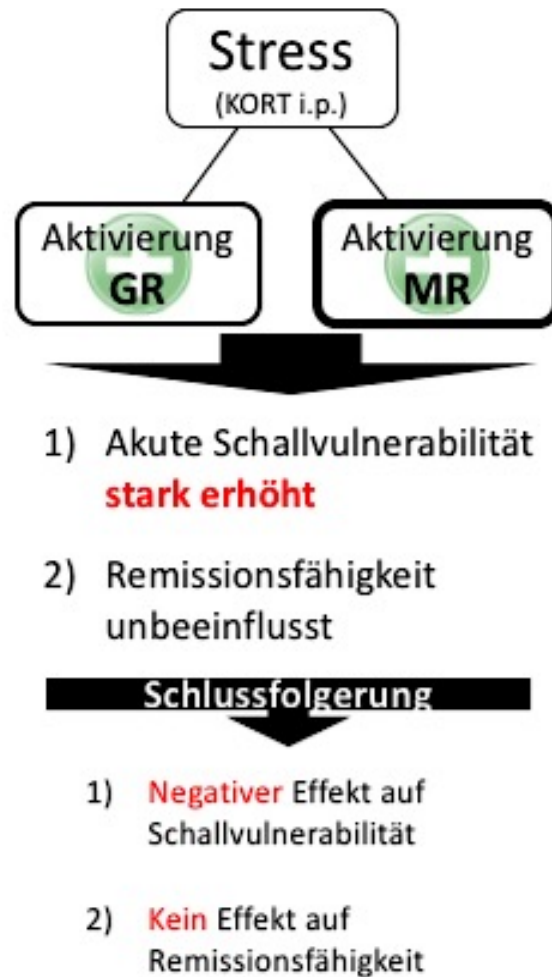 Stress
(KORT i.p.)
Aktivierung
GR
Aktivierung
MR
1) Akute Schallvulnerabilität
stark erhöht
2) Remissionsfähigkeit
unbeeinflusst
Schlussfolgerung
1) Negativer Effekt auf
Schallvulnerabilität
2) Kein Effekt auf
Remissionsfähigkeit